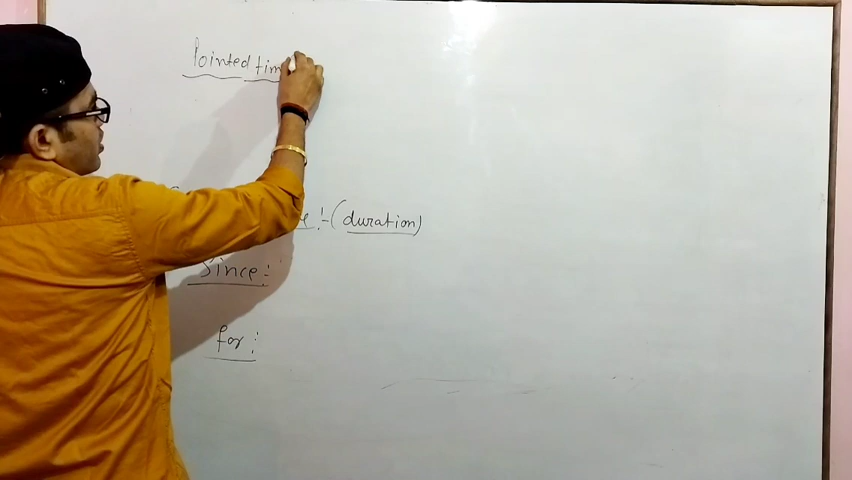 Pointed tim
:- (duration)
Since :-
for :